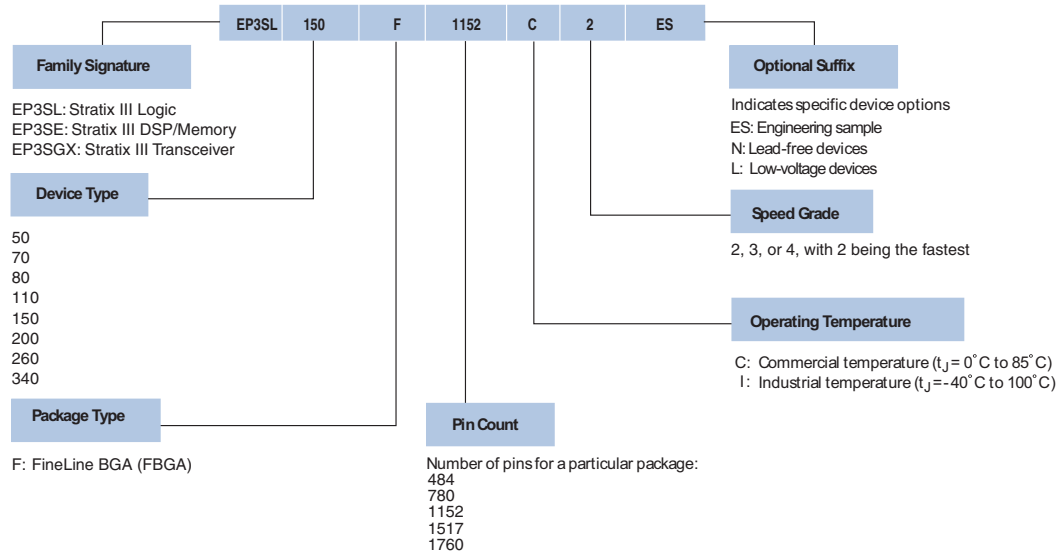 EP3SL 150 F 1152 C 2 ES
Family Signature
EP3SL: Stratix III Logic
EP3SE: Stratix III DSP/Memory
EP3SGX: Stratix III Transceiver
Device Type
50
70
80
110
150
200
260
340
Package Type
F: FineLine BGA (FBGA)
Pin Count
Number of pins for a particular package:
484
780
1152
1517
1760
Optional Suffix
Indicates specific device options
ES: Engineering sample
N: Lead-free devices
L: Low-voltage devices
Speed Grade
2, 3, or 4, with 2 being the fastest
Operating Temperature
C: Commercial temperature (tJ = 0˚C to 85˚C)
I: Industrial temperature (tJ = -40˚C to 100˚C)